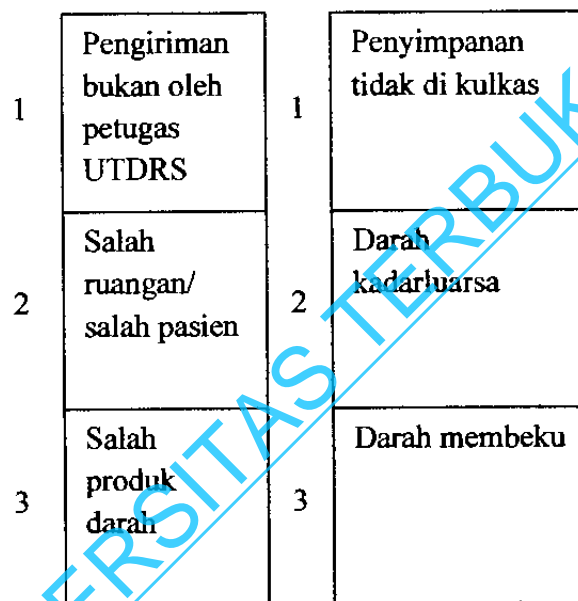 1
Pengiriman
bukan oleh
petugas
UTDRS
2
Salah
ruangan/
salah pasien
3
Salah
produk
darah
1
Penyimpanan
tidak di kulkas
2
Darah
kadarluarsa
3
Darah membeku
ERSITAS TERBUK